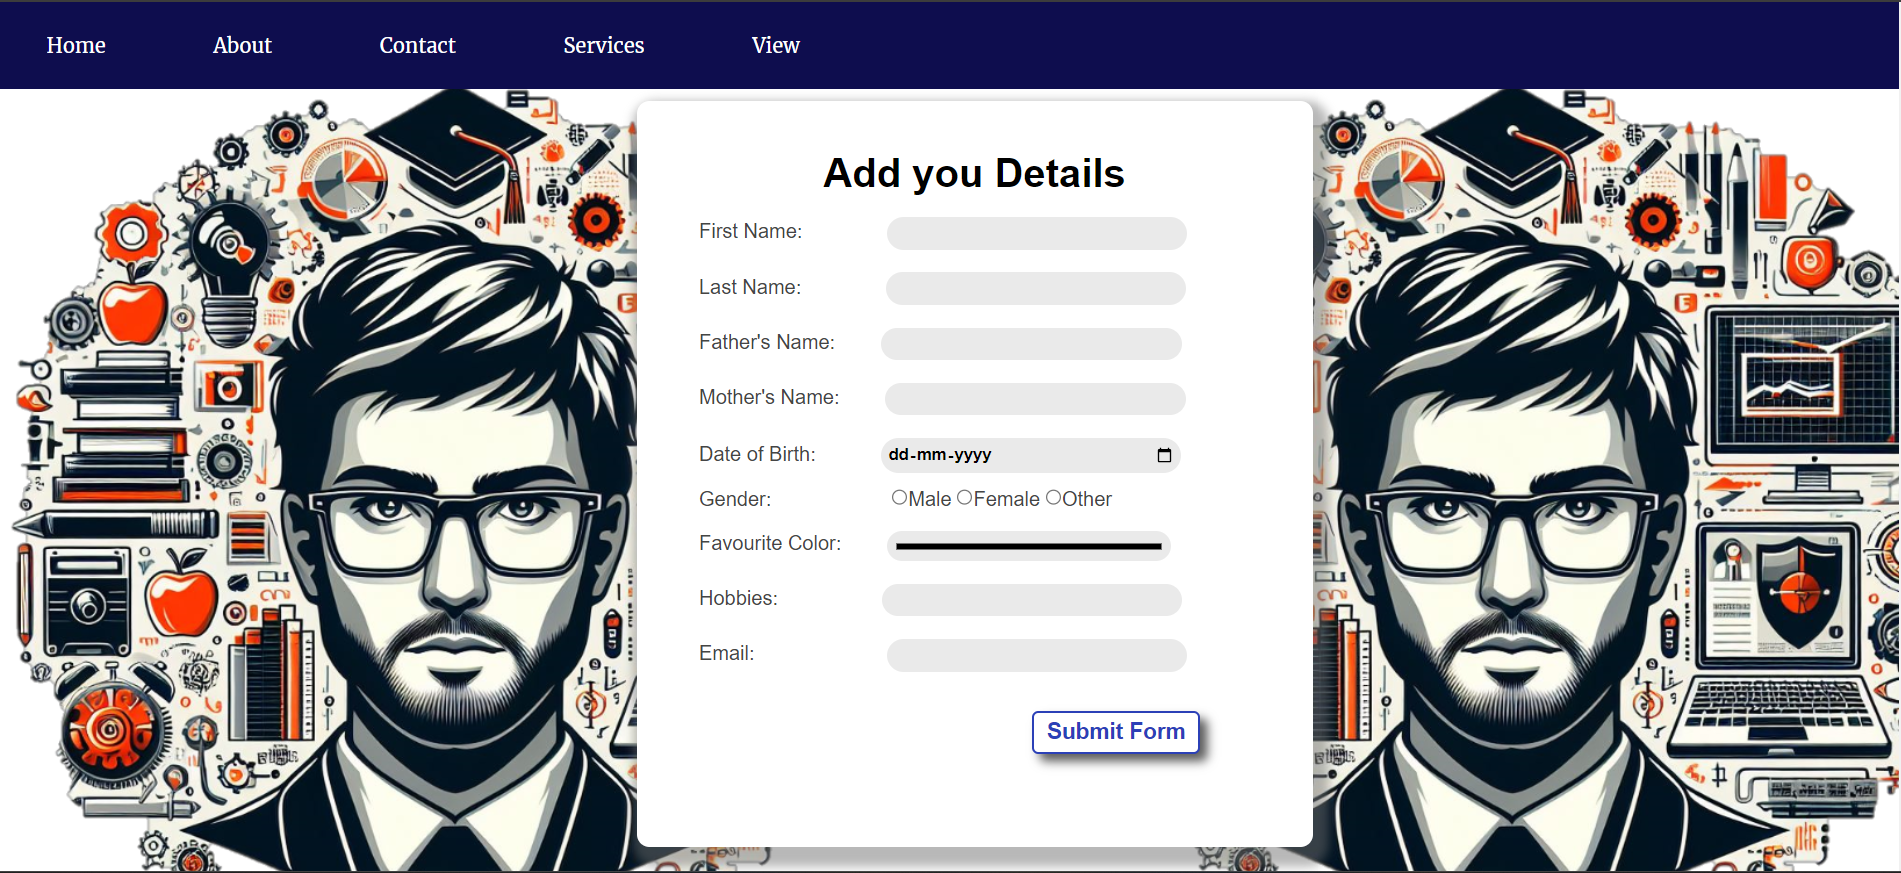 Home About Contact Services View
Add you Details
First Name:
Last Name:
Father's Name:
Mother's Name:
Date of Birth: dd-mm-yyyy
Gender: Male Female Other
Favourite Color:
Hobbies:
Email:
Submit Form